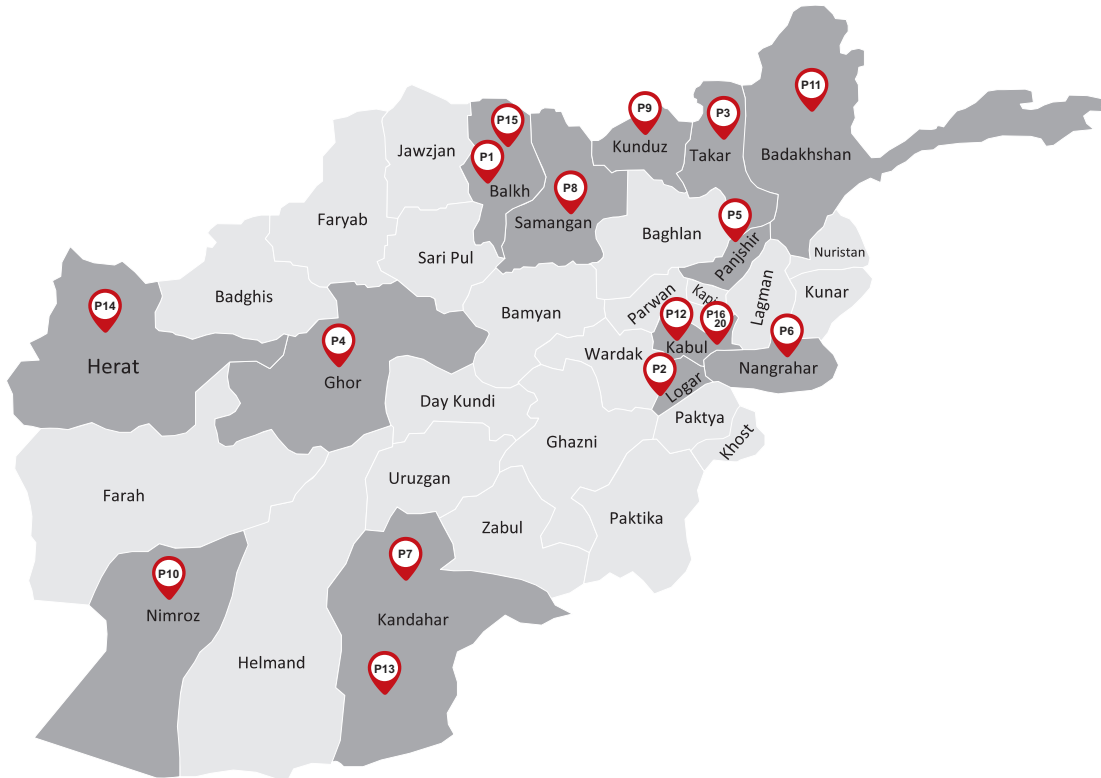 P11
P9
P3
P15
Kunduz
Jawzjan
P1
Takar
Badakhshan
Balkh
P8
Samangan
Faryab
P5
Baghlan
Panjshir
Nuristan
Sari Pul
Badghis
Lagman
Kunar
Parwan
P14
Bamyan
P12
P16
20
P6
P4
Kabul
Wardak
Herat
Ghor
P2
Nangrahar
Logar
Day Kundi
Paktya
Ghazni
Khost
Uruzgan
Farah
Paktika
Zabul
P7
P10
Nimroz
Kandahar
Helmand
P13